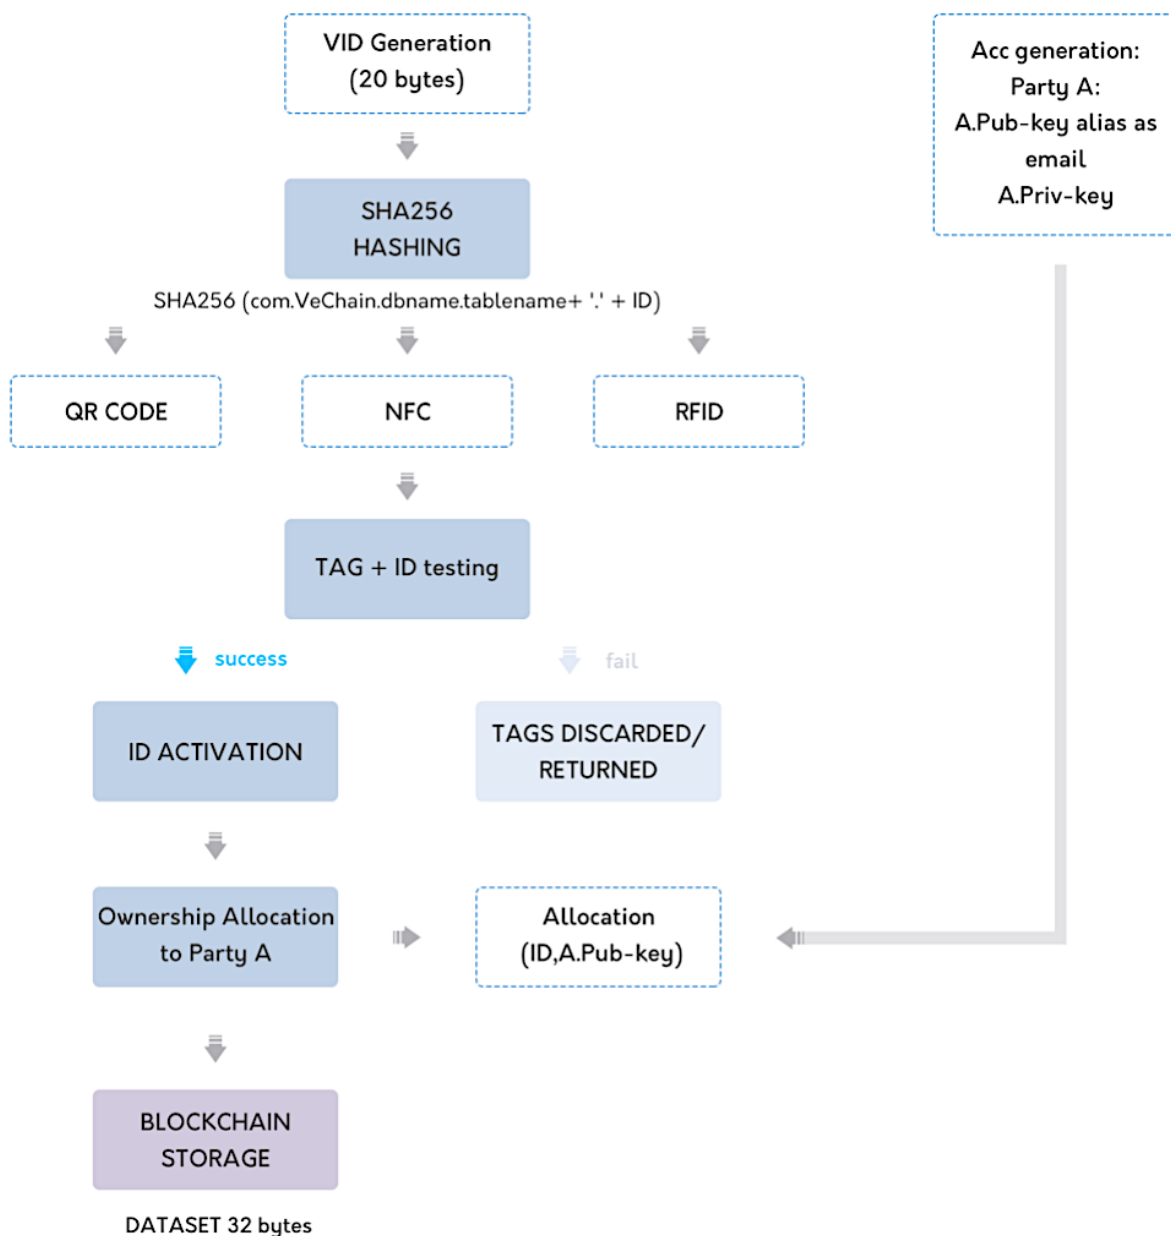 VID Generation
(20 bytes)
Acc generation:
Party A:
A.Pub-key alias as
email
A.Priv-key
SHA256
HASHING
SHA256 (com.VeChain.dbname.tablename+ '.' + ID)
QR CODE
NFC
RFID
TAG + ID testing
success
fail
ID ACTIVATION
TAGS DISCARDED/
RETURNED
Ownership Allocation
to Party A
Allocation
(ID,A.Pub-key)
BLOCKCHAIN
STORAGE
DATASET 32 bytes